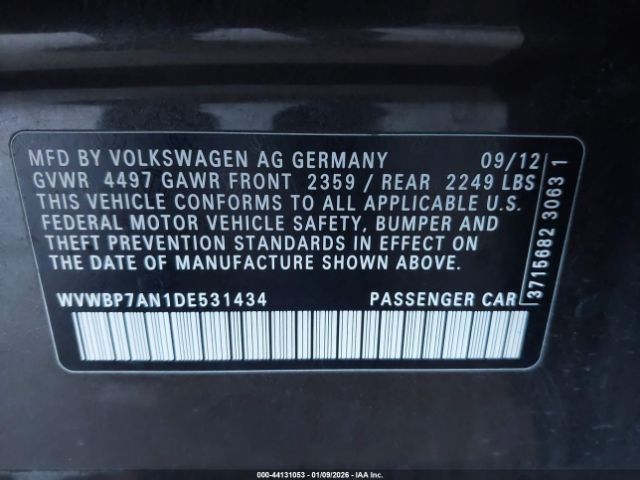 MFD BY VOLKSWAGEN AG GERMANY 09/12
GVWR 4497 GAWR FRONT 2359 / REAR 2249 LBS
THIS VEHICLE CONFORMS TO ALL APPLICABLE U.S.
FEDERAL MOTOR VEHICLE SAFETY, BUMPER AND
THEFT PREVENTION STANDARDS IN EFFECT ON
THE DATE OF MANUFACTURE SHOWN ABOVE.
WVWBP7AN1DE531434 PASSENGER CAR
3715682 3063 1
000-44131053 | 01/09/2026 - IAA Inc.